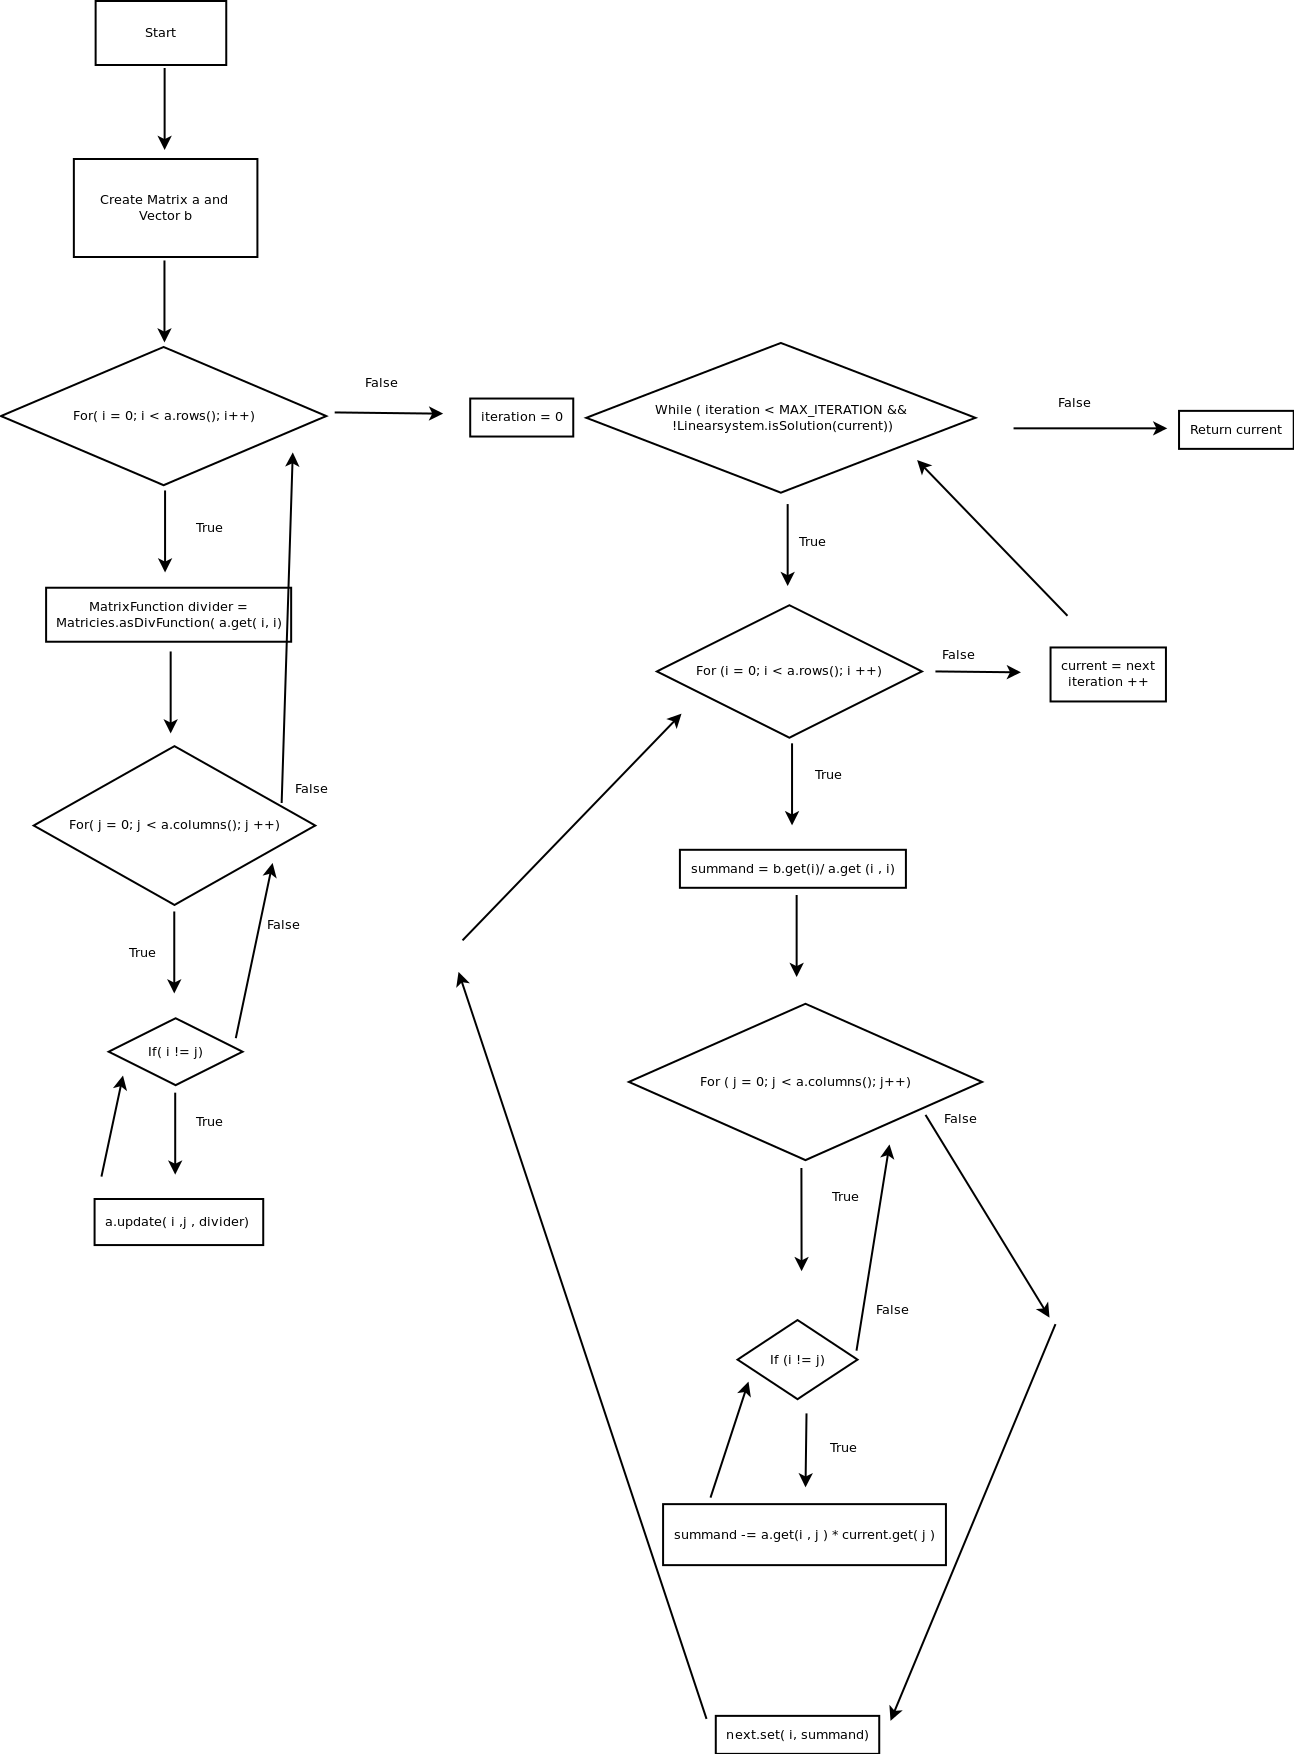 Start
Create Matrix a and
Vector b
For( i = 0; i < a.rows(); i++)
False
True
MatrixFunction divider =
Matricies.asDivFunction( a.get( i, i)
For( j = 0; j < a.columns(); j ++)
False
True
False
If( i != j)
True
a.update( i ,j , divider)
iteration = 0
While ( iteration < MAX_ITERATION &&
!Linearsystem.isSolution(current))
False
Return current
True
For (i = 0; i < a.rows(); i ++)
False
current = next
iteration ++
True
summand = b.get(i)/ a.get (i , i)
For ( j = 0; j < a.columns(); j++)
False
True
False
If (i != j)
True
summand -= a.get(i , j ) * current.get( j )
next.set( i, summand)